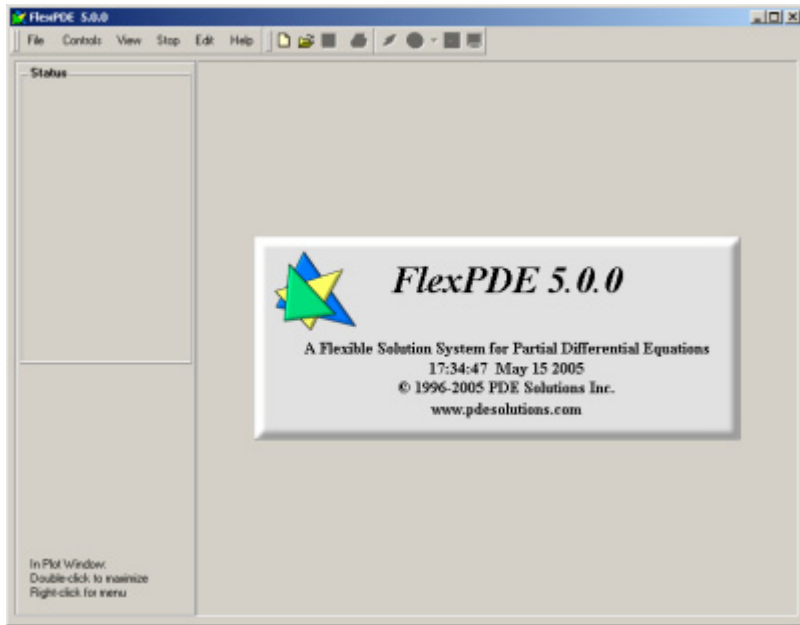 FlexPDE 5.0.0
File Controls View Stop Edit Help
Status
FlexPDE 5.0.0
A Flexible Solution System for Partial Differential Equations
17:34:47 May 15 2005
© 1996-2005 PDE Solutions Inc.
www.pdesolutions.com
In Plot Window:
Double-click to maximize
Right-click for menu